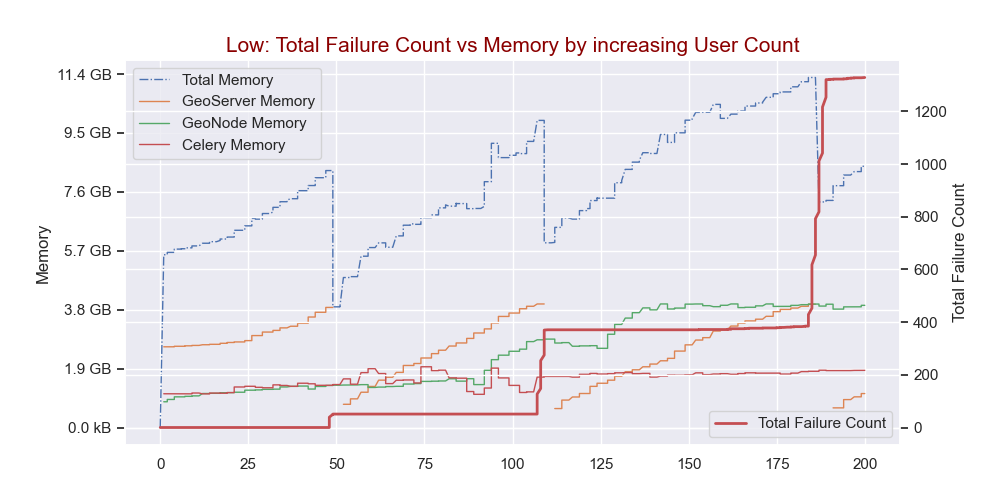 Low: Total Failure Count vs Memory by increasing User Count
Total Memory
GeoServer Memory
GeoNode Memory
Celery Memory
11.4 GB
9.5 GB
7.6 GB
5.7 GB
3.8 GB
1.9 GB
0.0 kB
Memory
1200
1000
800
600
400
200
0
Total Failure Count
Total Failure Count
0 25 50 75 100 125 150 175 200